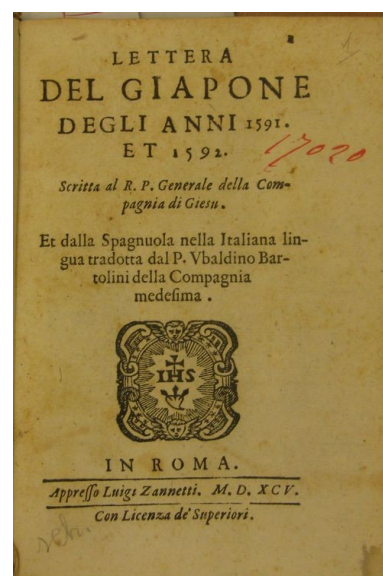 LETTERA
DEL GIAPONE
DEGLI ANNI 1591.
ET 1592.
17020
Scritta al R. P. Generale della Com-
pagnia di Giesu.
Et dalla Spagnuola nella Italiana lin-
gua tradotta dal P. Vbaldino Bar-
tolini della Compagnia
medesima.
IHS
IN ROMA.
Appresso Luigi Zannetti. M. D. XCV.
Con Licenza de' Superiori.